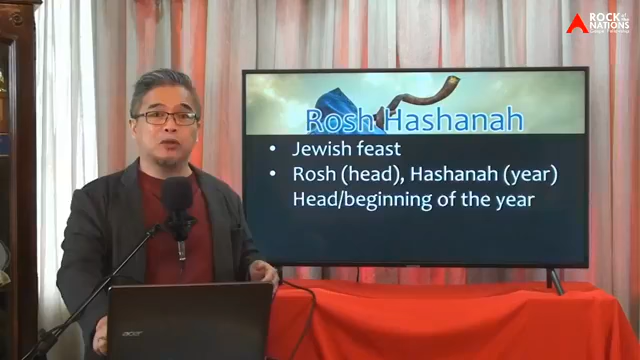 ROCK of the
NATIONS
Rosh Hashanah
• Jewish feast
• Rosh (head), Hashanah (year)
Head/beginning of the year
acer